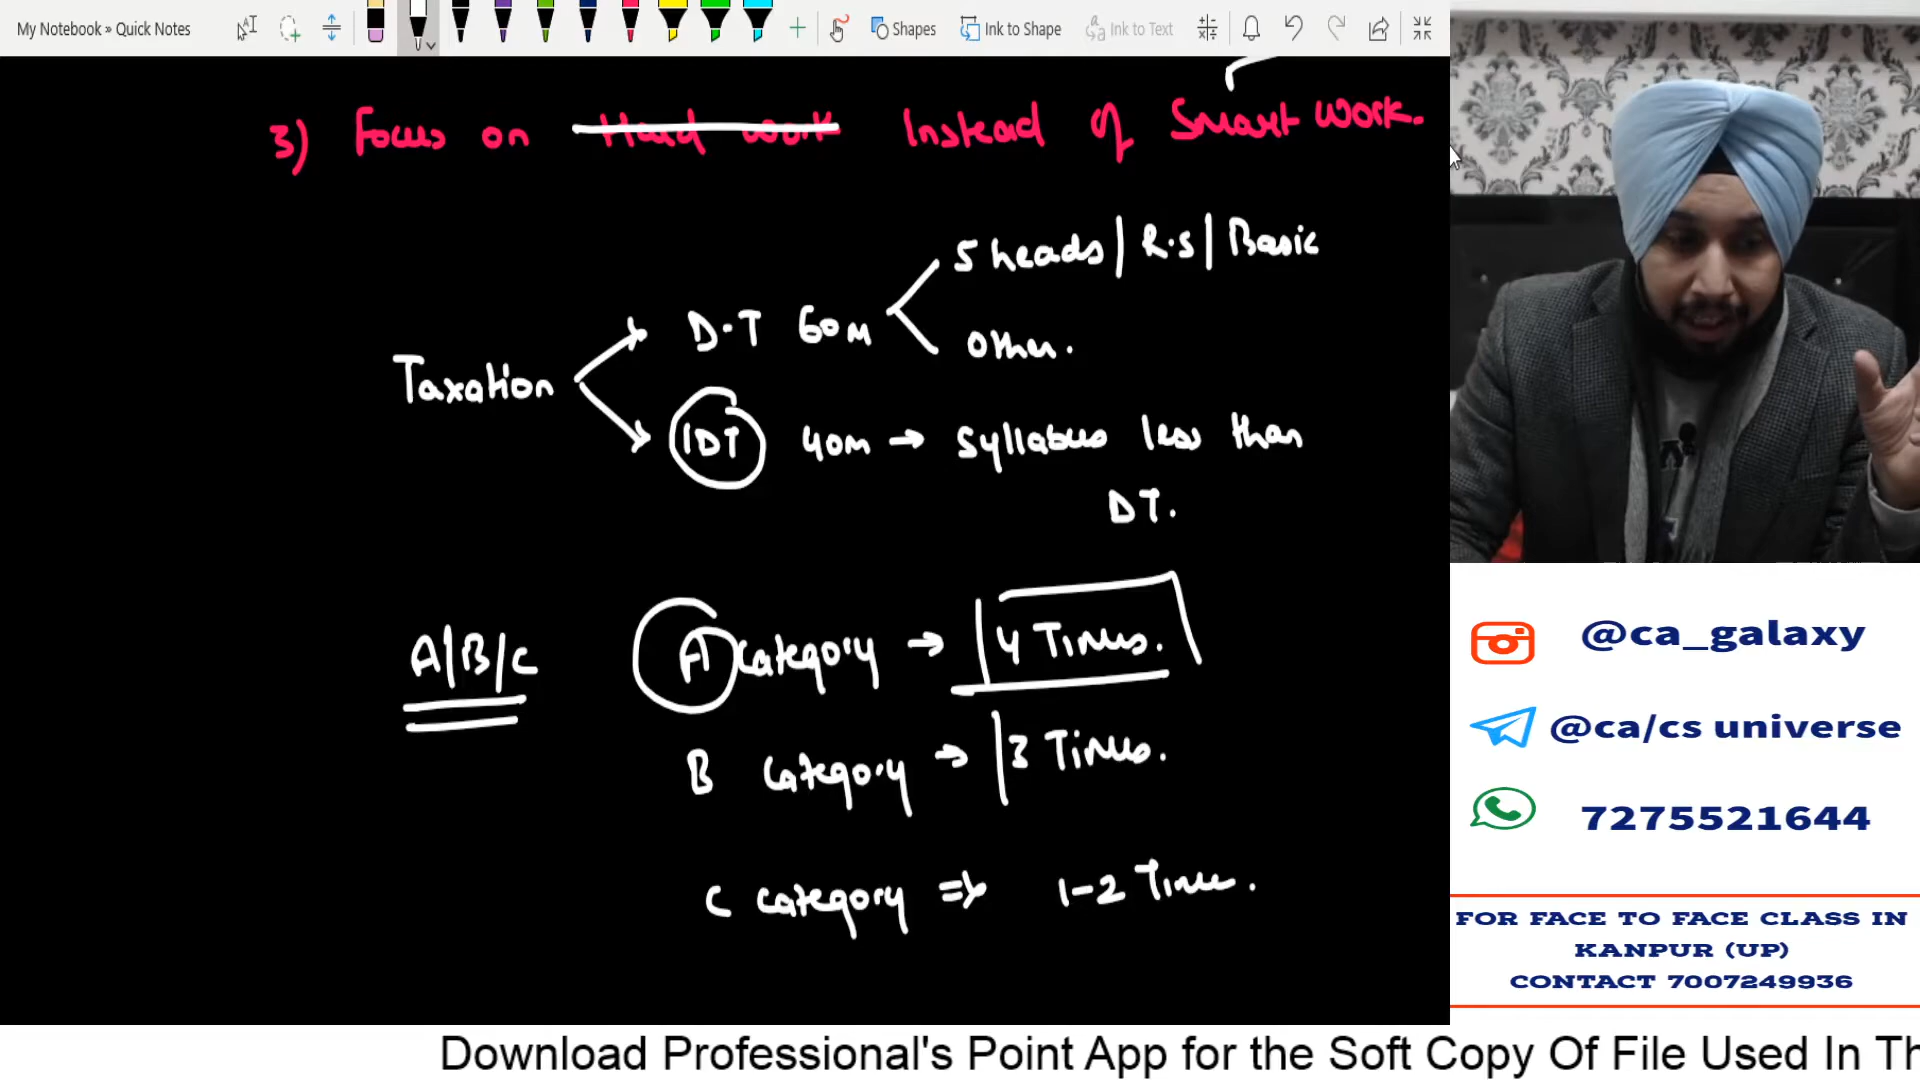 My Notebook » Quick Notes
Shapes
Ink to Shape
Ink to Text
3) Focus on Hard work Instead of Smart work.
5 heads | R.S | Basic
D.T 60M
Other.
Taxation
IDT 40M → Syllabus less than
DT.
A|B|C
A Category → 4 Times.
B Category → 3 Times.
C Category ⇒ 1-2 Times.
@ca_galaxy
@ca/cs universe
7275521644
FOR FACE TO FACE CLASS IN
KANPUR (UP)
CONTACT 7007249936
Download Professional's Point App for the Soft Copy Of File Used In Th